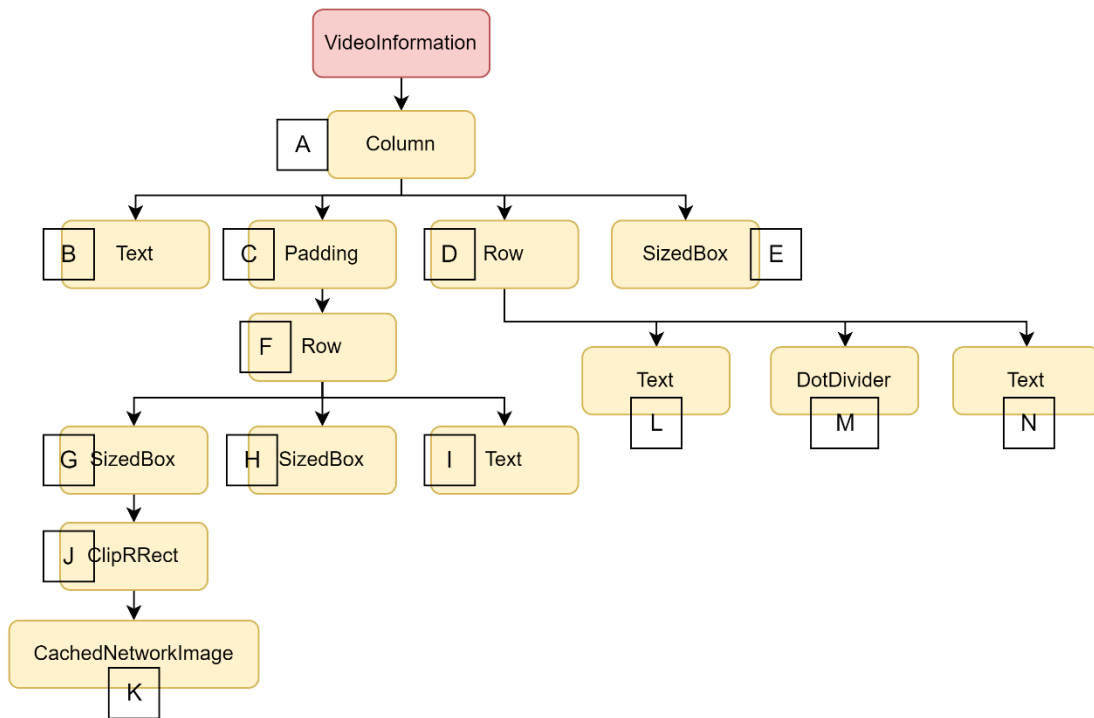 VideoInformation
A
Column
B
Text
C
Padding
D
Row
SizedBox
E
F
Row
Text
L
DotDivider
M
Text
N
G
SizedBox
H
SizedBox
I
Text
J
ClipRRect
CachedNetworkImage
K